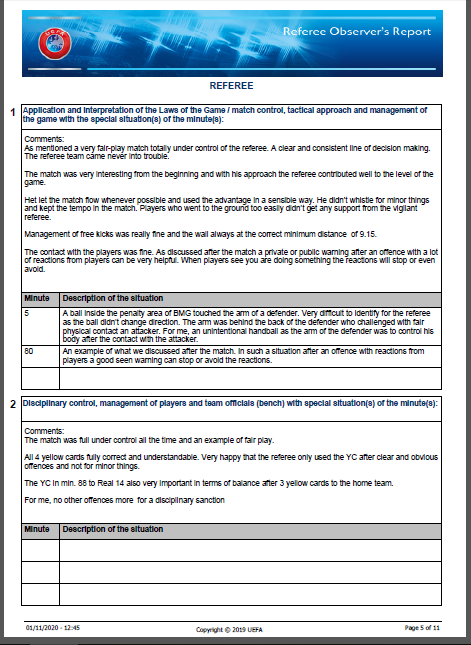 UEFA
Referee Observer's Report
REFEREE
1 Application and Interpretation of the Laws of the Game / match control, tactical approach and management of
the game with the special situation(s) of the minute(s):
Comments:
As mentioned a very fair-play match totally under control of the referee. A clear and consistent line of decision making.
The referee team came never into trouble.
The match was very interesting from the beginning and with his approach the referee contributed well to the level of the
game.
Het let the match flow whenever possible and used the advantage in a sensible way. He didn't whistle for minor things
and kept the tempo in the match. Players who went to the ground too easily didn't get any support from the vigilant
referee.
Management of free kicks was really fine and the wall always at the correct minimum distance of 9.15.
The contact with the players was fine. As discussed after the match a private or public warning after an offence with a lot
of reactions from players can be very helpful. When players see you are doing something the reactions will stop or even
avoid.
Minute Description of the situation
5 A ball inside the penalty area of BMG touched the arm of a defender. Very difficult to identify for the referee
as the ball didn't change direction. The arm was behind the back of the defender who challenged with fair
physical contact an attacker. For me, an unintentional handball as the arm of the defender was to control his
body after the contact with the attacker.
80 An example of what we discussed after the match. In such a situation after an offence with reactions from
players a good seen warning can stop or avoid the reactions.
2 Disciplinary control, management of players and team officials (bench) with special situation(s) of the minute(s):
Comments:
The match was full under control all the time and an example of fair play.
All 4 yellow cards fully correct and understandable. Very happy that the referee only used the YC after clear and obvious
offences and not for minor things.
The YC in min. 88 to Real 14 also very important in terms of balance after 3 yellow cards to the home team.
For me, no other offences more for a disciplinary sanction
Minute Description of the situation
01/11/2020 - 12:45
Copyright © 2019 UEFA
Page 5 of 11